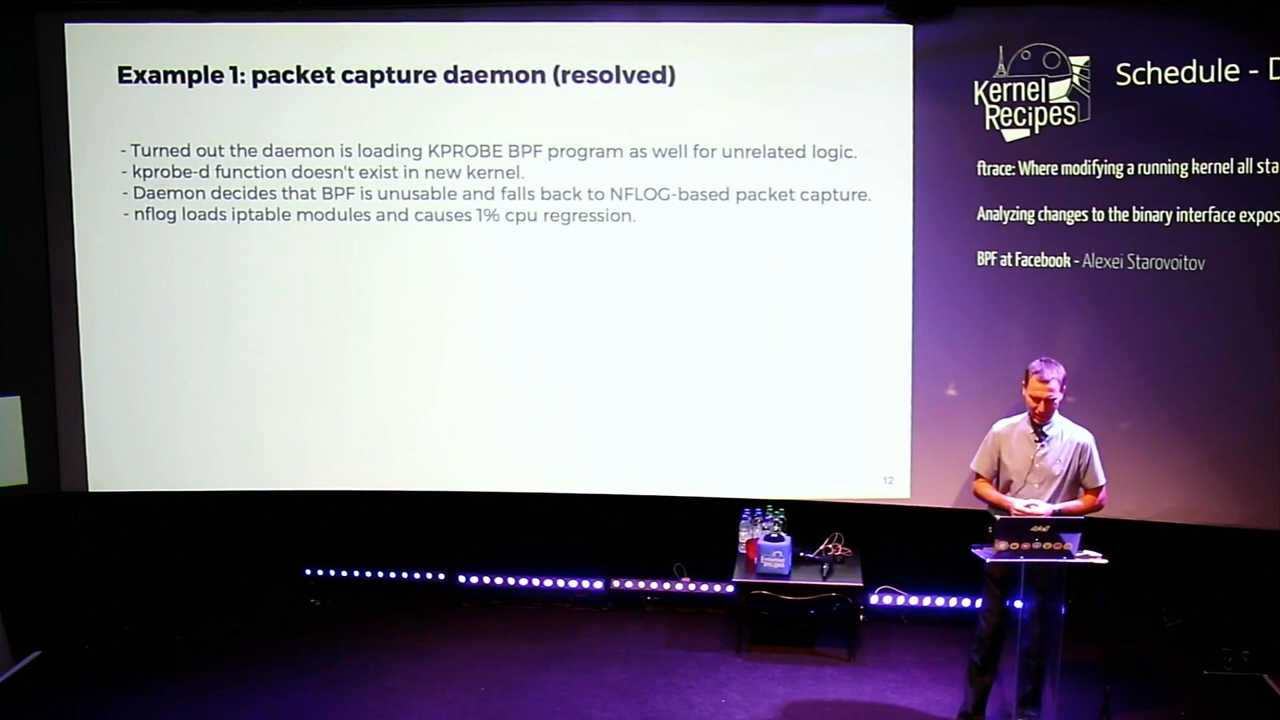 Example 1: packet capture daemon (resolved)
- Turned out the daemon is loading KPROBE BPF program as well for unrelated logic.
- kprobe-d function doesn't exist in new kernel.
- Daemon decides that BPF is unusable and falls back to NFLOG-based packet capture.
- nflog loads iptable modules and causes 1% cpu regression.
12
Kernel
Recipes
Schedule - D
ftrace: Where modifying a running kernel all sta
Analyzing changes to the binary interface expos
BPF at Facebook - Alexei Starovoitov